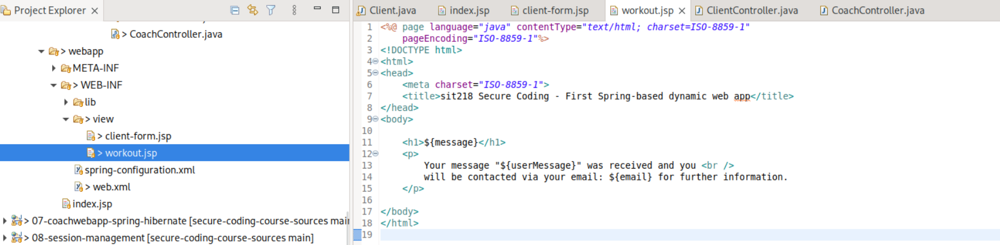 Project Explorer
> CoachController.java
> webapp
META-INF
> WEB-INF
> lib
> view
> client-form.jsp
> workout.jsp
spring-configuration.xml
> web.xml
index.jsp
> 07-coachwebapp-spring-hibernate [secure-coding-course-sources mai
> 08-session-management [secure-coding-course-sources main]
Client.java index.jsp client-form.jsp workout.jsp ClientController.java CoachController.java
1 <%@ page language="java" contentType="text/html; charset=ISO-8859-1"
2 pageEncoding="ISO-8859-1"%>
3 <!DOCTYPE html>
4 <html>
5 <head>
6 <meta charset="ISO-8859-1">
7 <title>sit218 Secure Coding - First Spring-based dynamic web app</title>
8 </head>
9 <body>
10
11 <h1>${message}</h1>
12 <p>
13 Your message "${userMessage}" was received and you <br />
14 will be contacted via your email: ${email} for further information.
15 </p>
16
17 </body>
18 </html>
19